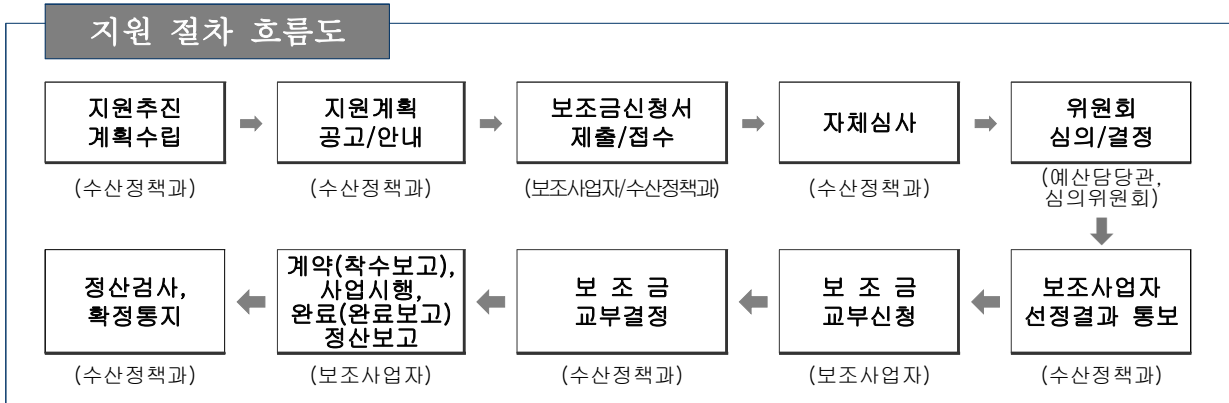 지원 절차 흐름도
지원추진
계획수립
(수산정책과)
지원계획
공고/안내
(수산정책과)
보조금신청서
제출/접수
(보조사업자/수산정책과)
자체심사
(수산정책과)
위원회
심의/결정
(예산담당관,
심의위원회)
보조사업자
선정결과 통보
(수산정책과)
보 조 금
교부신청
(보조사업자)
보 조 금
교부결정
(수산정책과)
계약(착수보고),
사업시행,
완료(완료보고)
정산보고
(보조사업자)
정산검사,
확정통지
(수산정책과)